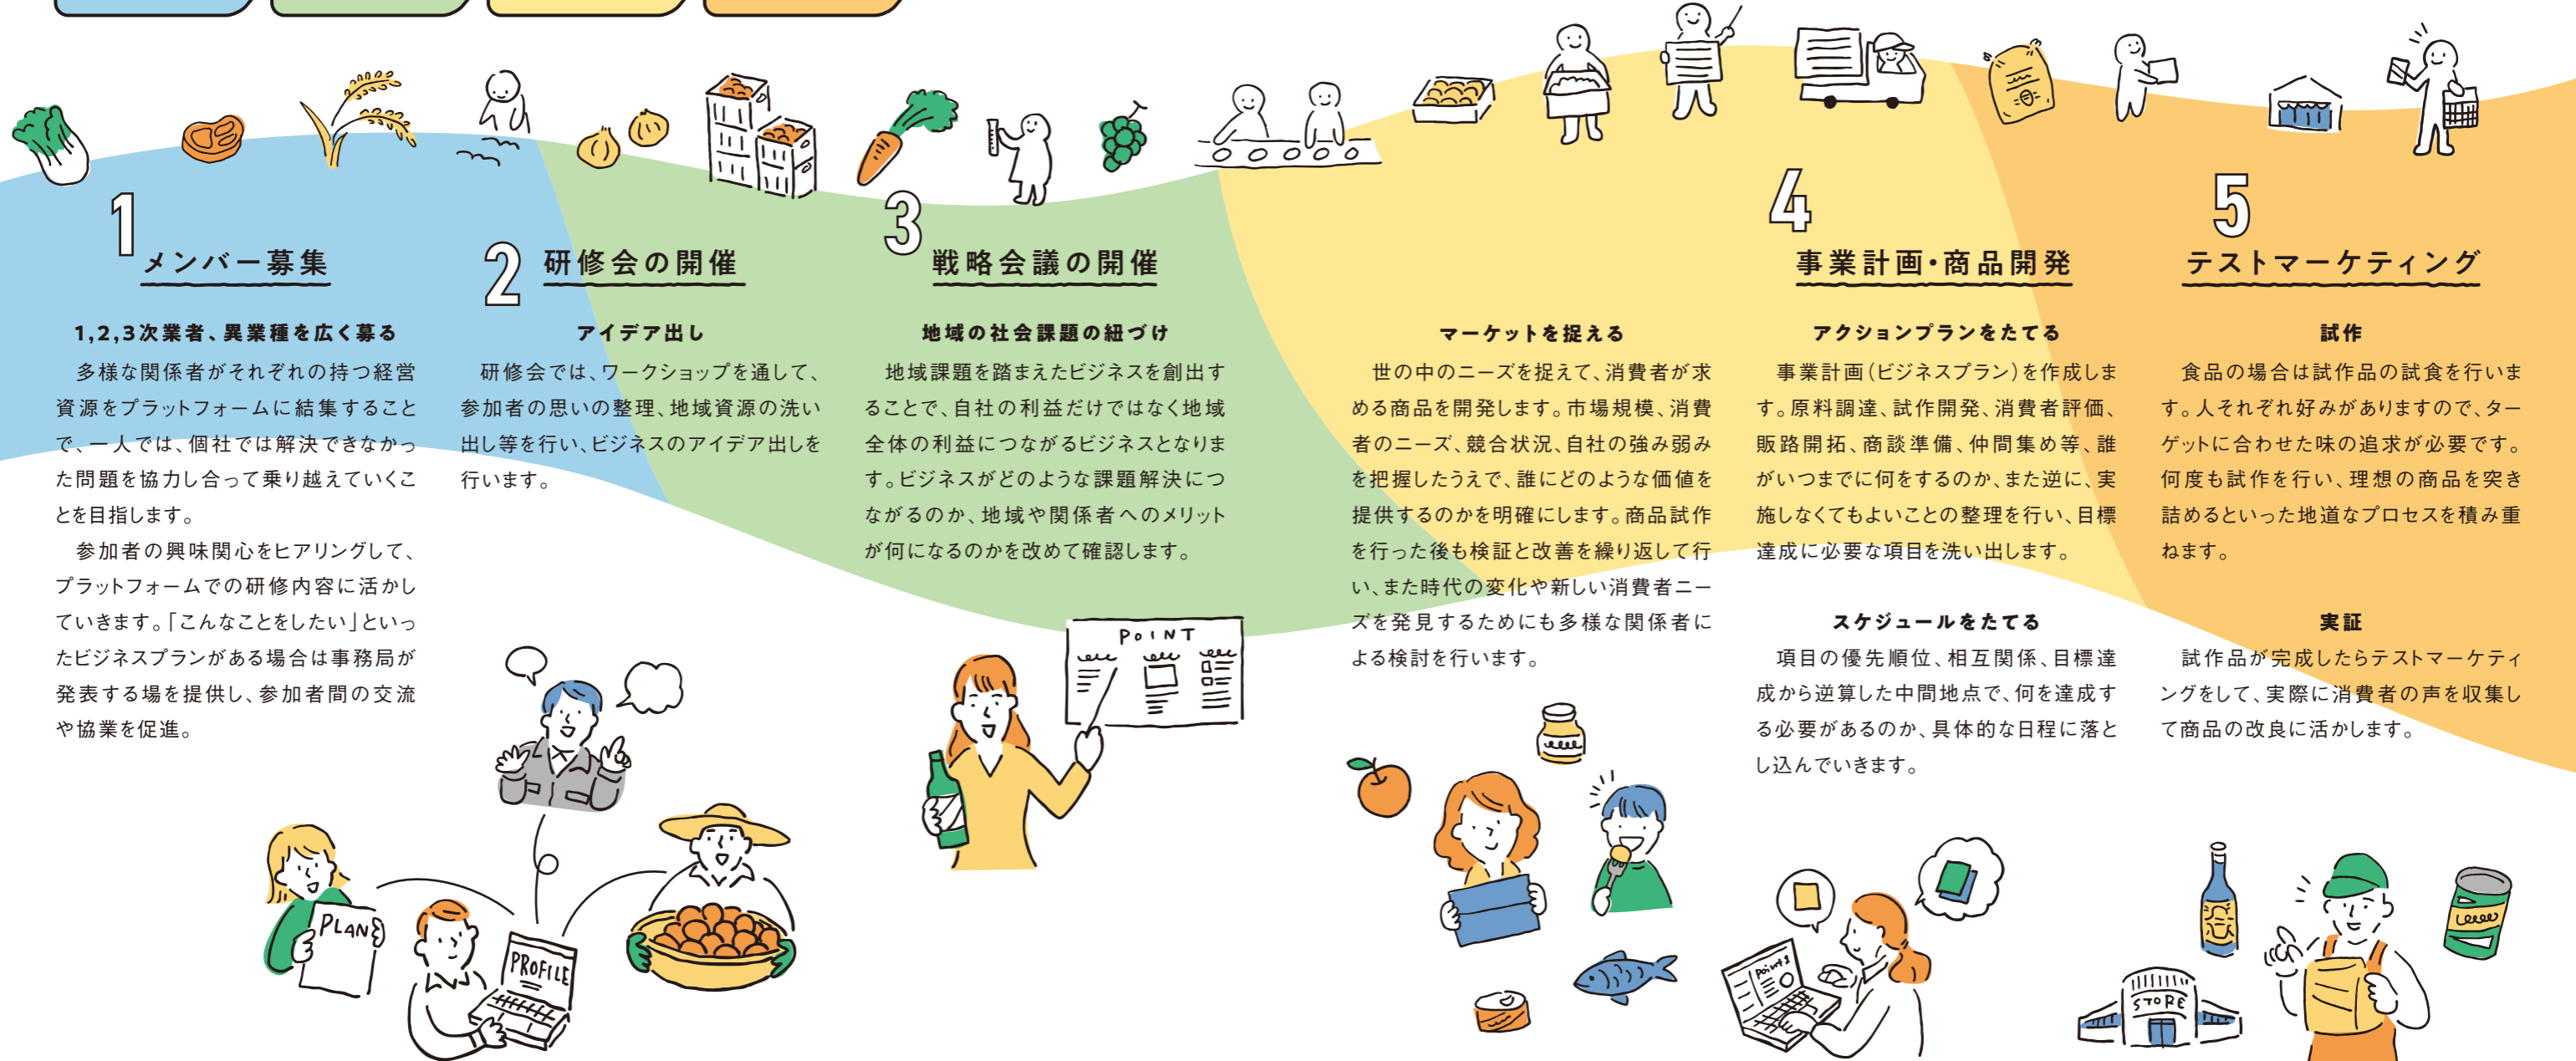 1
メンバー募集
1,2,3次業者、異業種を広く募る
多様な関係者がそれぞれの持つ経営
資源をプラットフォームに結集すること
で、一人では、個社では解決できなかっ
た問題を協力し合って乗り越えていくこ
とを目指します。
参加者の興味関心をヒアリングして、
プラットフォームでの研修内容に活かし
ていきます。「こんなことをしたい」といっ
たビジネスプランがある場合は事務局が
発表する場を提供し、参加者間の交流
や協業を促進。
PLAN
PROFILE
2
研修会の開催
アイデア出し
研修会では、ワークショップを通して、
参加者の思いの整理、地域資源の洗い
出し等を行い、ビジネスのアイデア出しを
行います。
3
戦略会議の開催
地域の社会課題の紐づけ
地域課題を踏まえたビジネスを創出す
ることで、自社の利益だけではなく地域
全体の利益につながるビジネスとなりま
す。ビジネスがどのような課題解決につ
ながるのか、地域や関係者へのメリット
が何になるのかを改めて確認します。
POINT
マーケットを捉える
世の中のニーズを捉えて、消費者が求
める商品を開発します。市場規模、消費
者のニーズ、競合状況、自社の強み弱み
を把握したうえで、誰にどのような価値を
提供するのかを明確にします。商品試作
を行った後も検証と改善を繰り返して行
い、また時代の変化や新しい消費者ニー
ズを発見するためにも多様な関係者に
よる検討を行います。
4
事業計画・商品開発
アクションプランをたてる
事業計画(ビジネスプラン)を作成しま
す。原料調達、試作開発、消費者評価、
販路開拓、商談準備、仲間集め等、誰
がいつまでに何をするのか、また逆に、実
施しなくてもよいことの整理を行い、目標
達成に必要な項目を洗い出します。
スケジュールをたてる
項目の優先順位、相互関係、目標達
成から逆算した中間地点で、何を達成す
る必要があるのか、具体的な日程に落と
し込んでいきます。
Point1
5
テストマーケティング
試作
食品の場合は試作品の試食を行いま
す。人それぞれ好みがありますので、ター
ゲットに合わせた味の追求が必要です。
何度も試作を行い、理想の商品を突き
詰めるといった地道なプロセスを積み重
ねます。
実証
試作品が完成したらテストマーケティ
ングをして、実際に消費者の声を収集し
て商品の改良に活かします。
STORE